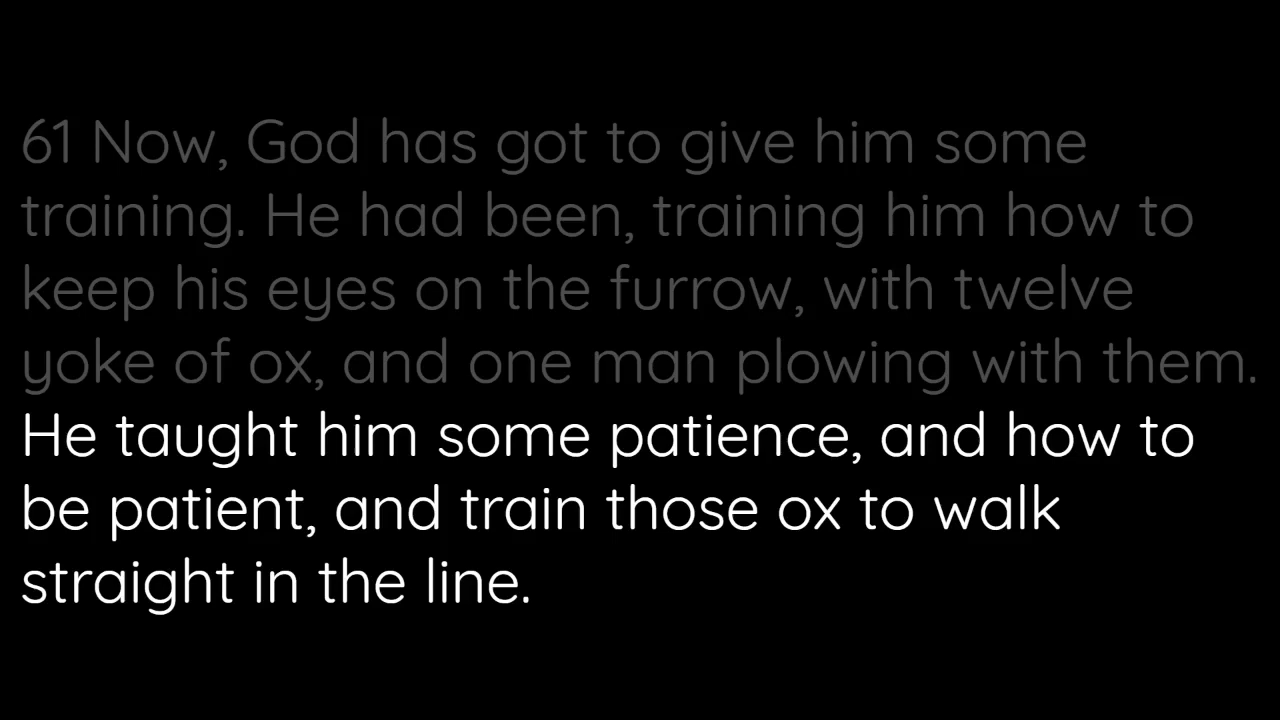 61 Now, God has got to give him some
training. He had been, training him how to
keep his eyes on the furrow, with twelve
yoke of ox, and one man plowing with them.
He taught him some patience, and how to
be patient, and train those ox to walk
straight in the line.